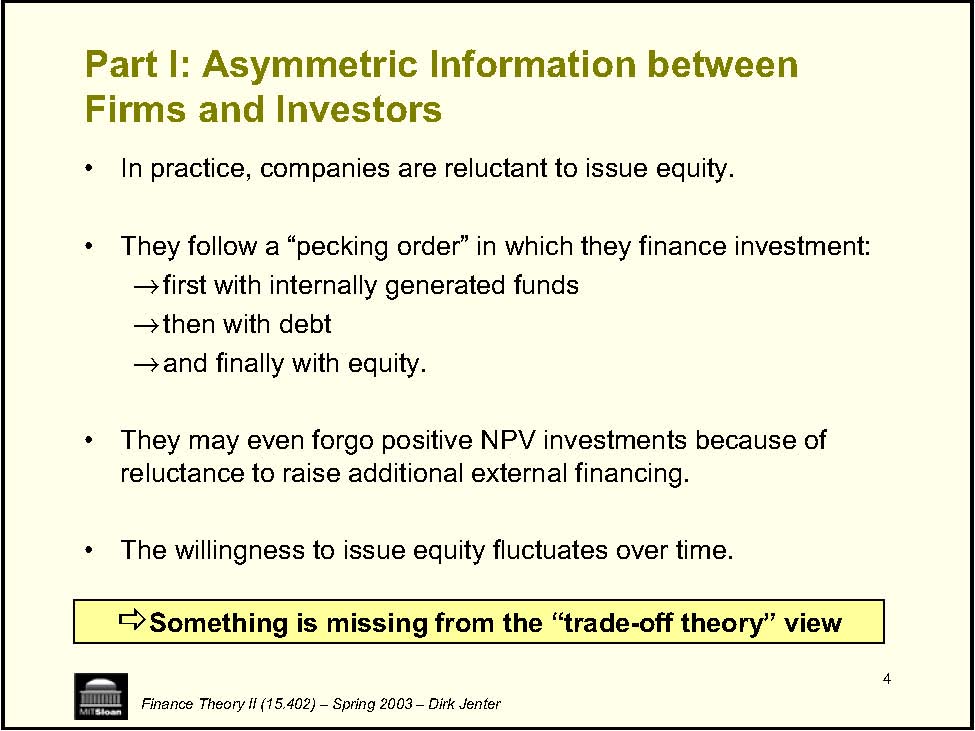 Part I: Asymmetric Information between
Firms and Investors
• In practice, companies are reluctant to issue equity.
• They follow a “pecking order” in which they finance investment:
→first with internally generated funds
→then with debt
→and finally with equity.
• They may even forgo positive NPV investments because of
reluctance to raise additional external financing.
• The willingness to issue equity fluctuates over time.
⇨Something is missing from the “trade-off theory” view
4
MITSloan
Finance Theory II (15.402) – Spring 2003 – Dirk Jenter